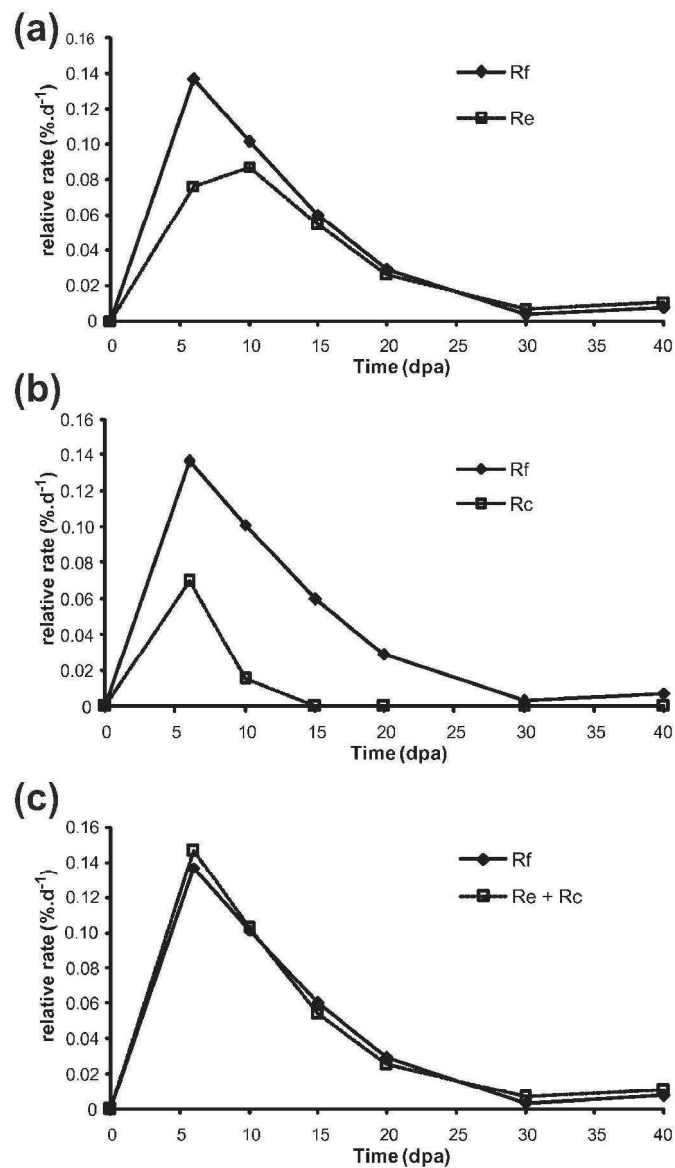 (a)
relative rate (%.d-1)
0.16
0.14
0.12
0.10
0.08
0.06
0.04
0.02
0
Rf
Re
0 5 10 15 20 25 30 35 40
Time (dpa)
(b)
relative rate (%.d-1)
0.16
0.14
0.12
0.10
0.08
0.06
0.04
0.02
0
Rf
Rc
0 5 10 15 20 25 30 35 40
Time (dpa)
(c)
relative rate (%.d-1)
0.16
0.14
0.12
0.10
0.08
0.06
0.04
0.02
0
Rf
Re + Rc
0 5 10 15 20 25 30 35 40
Time (dpa)